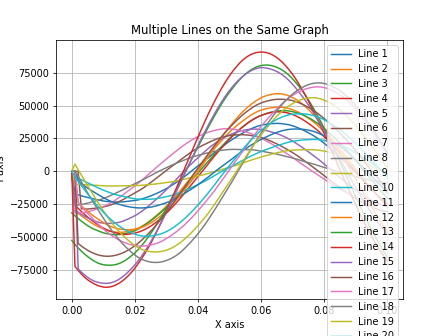 Multiple Lines on the Same Graph
75000
50000
25000
0
−25000
−50000
−75000
0.00
0.02
0.04
0.06
X axis
Line 1
Line 2
Line 3
Line 4
Line 5
Line 6
Line 7
Line 8
Line 9
Line 10
Line 11
Line 12
Line 13
Line 14
Line 15
Line 16
Line 17
Line 18
Line 19